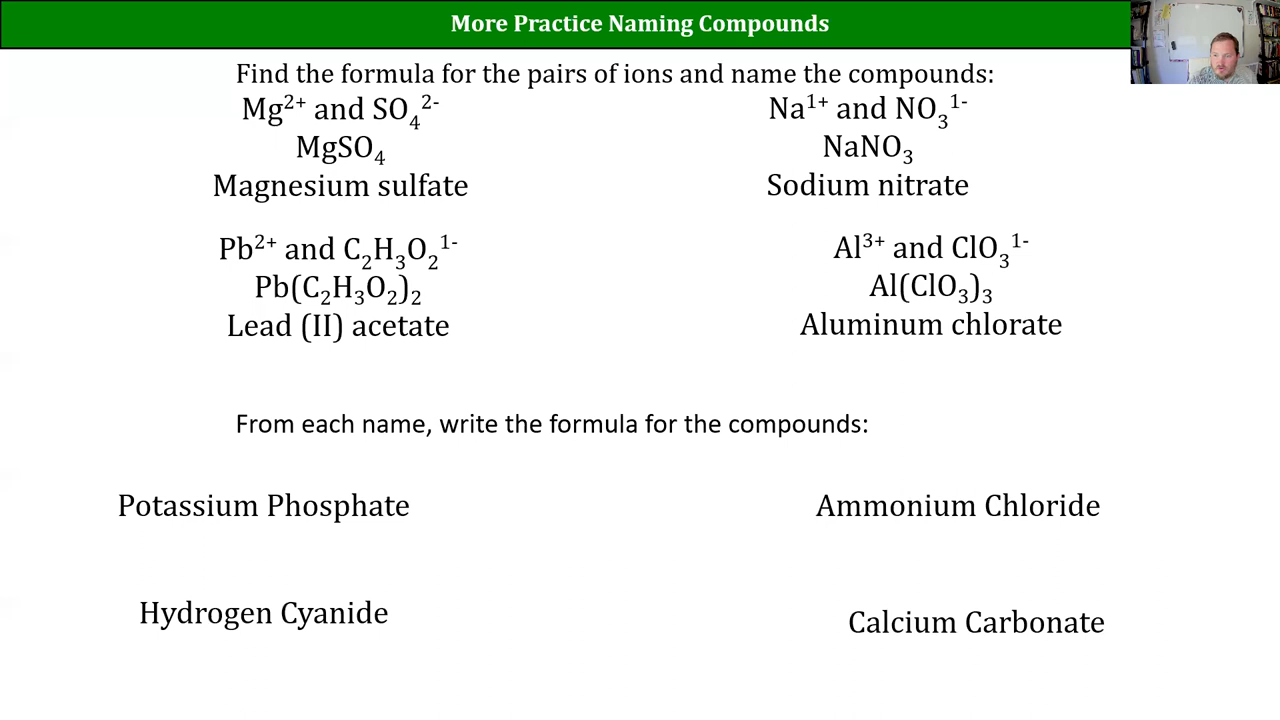 More Practice Naming Compounds
Find the formula for the pairs of ions and name the compounds:
Mg²⁺ and SO₄²⁻
Na¹⁺ and NO₃¹⁻
MgSO₄
NaNO₃
Magnesium sulfate
Sodium nitrate
Pb²⁺ and C₂H₃O₂¹⁻
Al³⁺ and ClO₃¹⁻
Pb(C₂H₃O₂)₂
Al(ClO₃)₃
Lead (II) acetate
Aluminum chlorate
From each name, write the formula for the compounds:
Potassium Phosphate
Ammonium Chloride
Hydrogen Cyanide
Calcium Carbonate